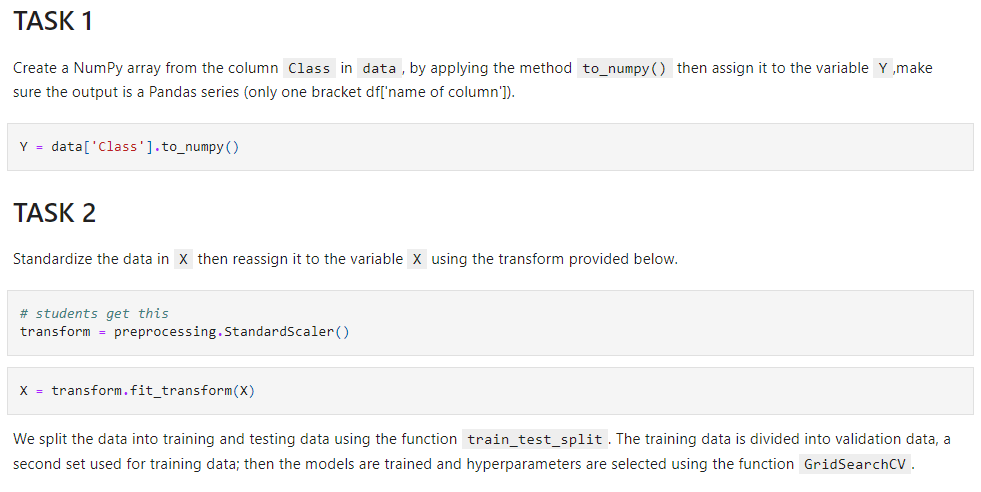 TASK 1
Create a NumPy array from the column Class in data , by applying the method to_numpy() then assign it to the variable Y ,make
sure the output is a Pandas series (only one bracket df['name of column']).
Y = data['Class'].to_numpy()
TASK 2
Standardize the data in X then reassign it to the variable X using the transform provided below.
# students get this
transform = preprocessing.StandardScaler()
X = transform.fit_transform(X)
We split the data into training and testing data using the function train_test_split . The training data is divided into validation data, a
second set used for training data; then the models are trained and hyperparameters are selected using the function GridSearchCV .